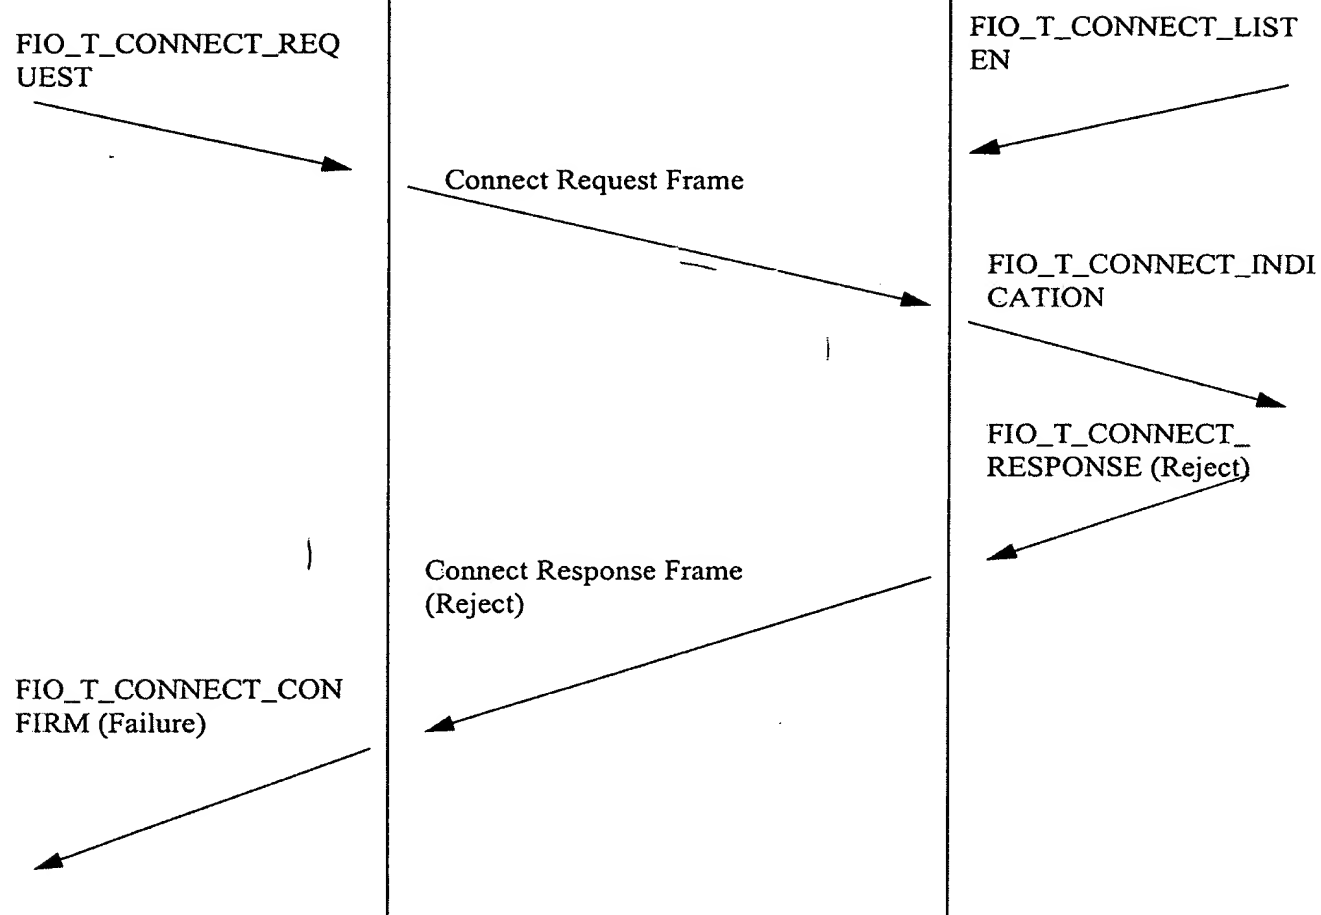 FIO_T_CONNECT_REQ
UEST
FIO_T_CONNECT_LIST
EN
Connect Request Frame
FIO_T_CONNECT_INDI
CATION
FIO_T_CONNECT_
RESPONSE (Reject)
Connect Response Frame
(Reject)
FIO_T_CONNECT_CON
FIRM (Failure)